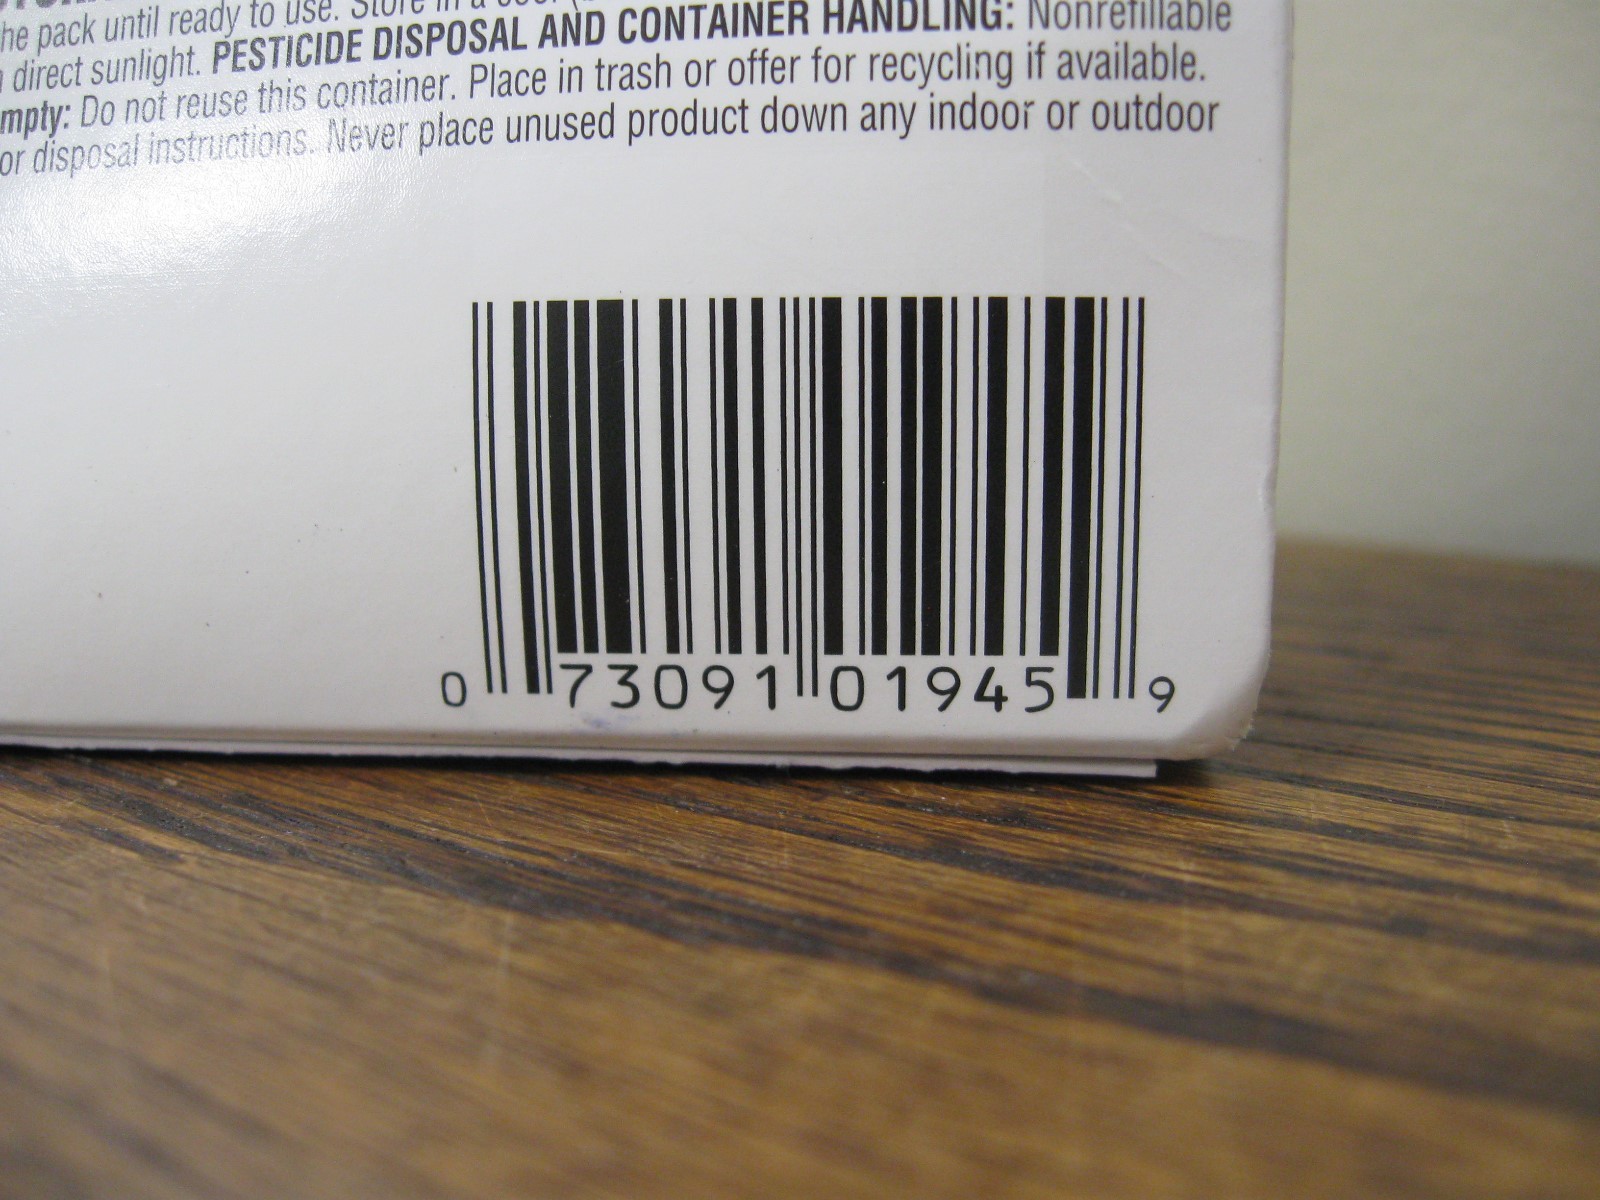 he pack until ready to use. Store in a
direct sunlight. PESTICIDE DISPOSAL AND CONTAINER HANDLING: Nonrefillable
mpty: Do not reuse this container. Place in trash or offer for recycling if available.
or disposal instructions. Never place unused product down any indoor or outdoor
0 73091 01945 9